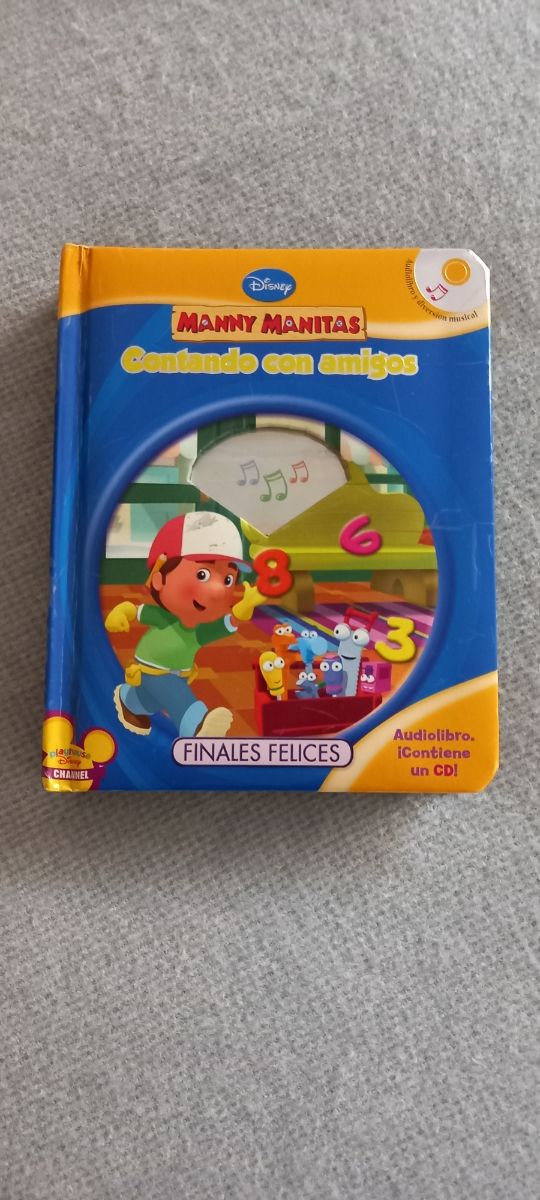 Disney
MANNY MANITAS
Contando con amigos
Audiolibro y diversión musical
6
8
3
FINALES FELICES
Audiolibro.
¡Contiene
un CD!
playhouse
Disney
CHANNEL